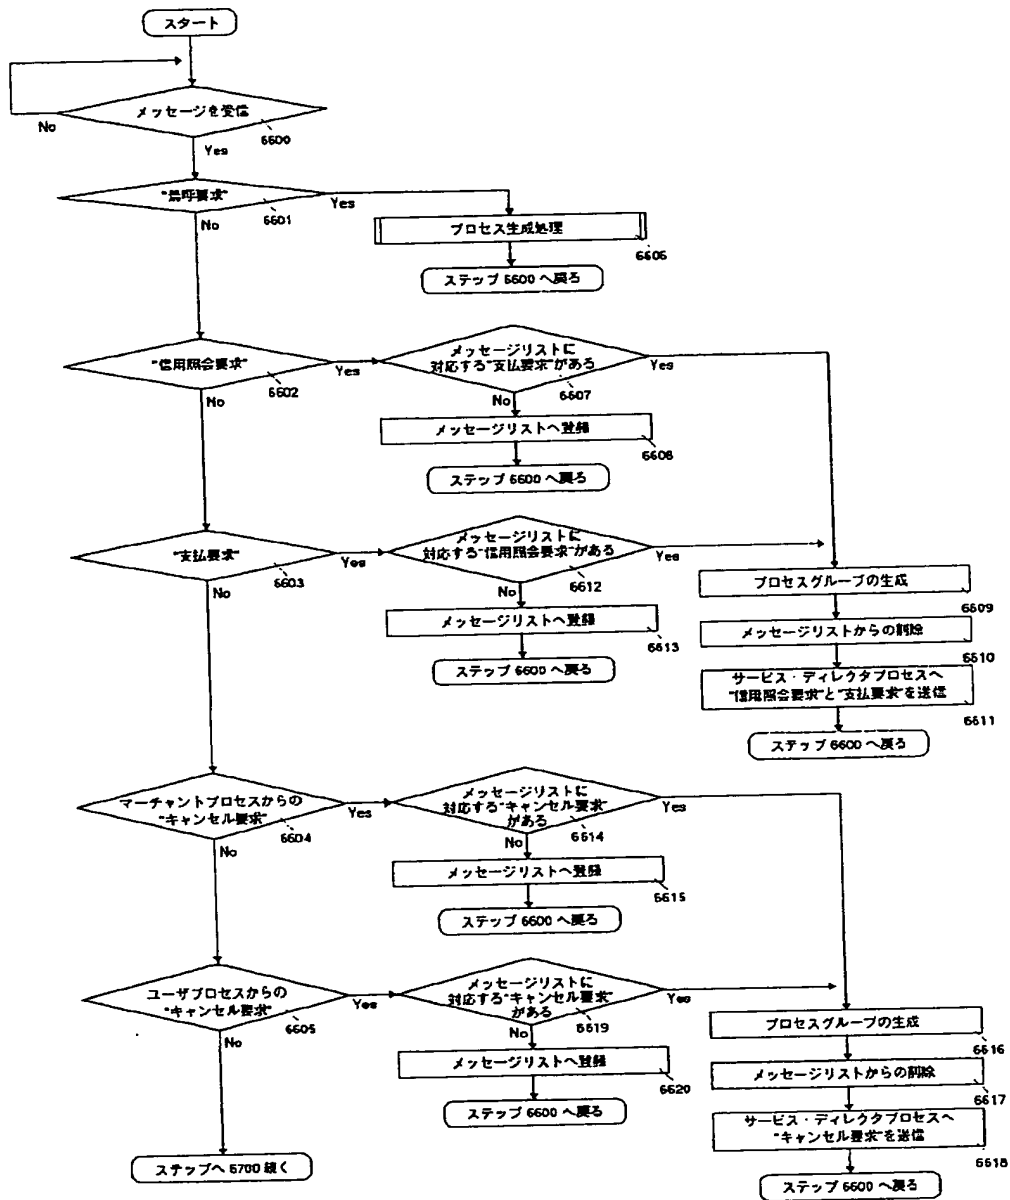 スタート
メッセージを受信
No
6600
Yes
要求"
Yes
6601
No
プロセス生成処理
6606
ステップ 6600 へ戻る
"信用照会要求"
Yes
6602
No
メッセージリストに
対応する"支払要求"がある
Yes
6607
No
メッセージリストへ登録
6608
ステップ 6600 へ戻る
"支払要求"
Yes
6603
No
メッセージリストに
対応する"信用照会要求"がある
Yes
6612
No
メッセージリストへ登録
6613
ステップ 6600 へ戻る
プロセスグループの生成
6609
メッセージリストからの削除
6610
サービス・ディレクタプロセスへ
"信用照会要求"と"支払要求"を送信
6611
ステップ 6600 へ戻る
マーチャントプロセスからの
"キャンセル要求"
Yes
6604
No
メッセージリストに
対応する"キャンセル要求"
がある
Yes
6614
No
メッセージリストへ登録
6615
ステップ 6600 へ戻る
ユーザプロセスからの
"キャンセル要求"
Yes
6605
No
メッセージリストに
対応する"キャンセル要求"
がある
Yes
6619
No
メッセージリストへ登録
6620
ステップ 6600 へ戻る
プロセスグループの生成
6616
メッセージリストからの削除
6617
サービス・ディレクタプロセスへ
"キャンセル要求"を送信
6618
ステップ 6600 へ戻る
ステップへ 6700 続く